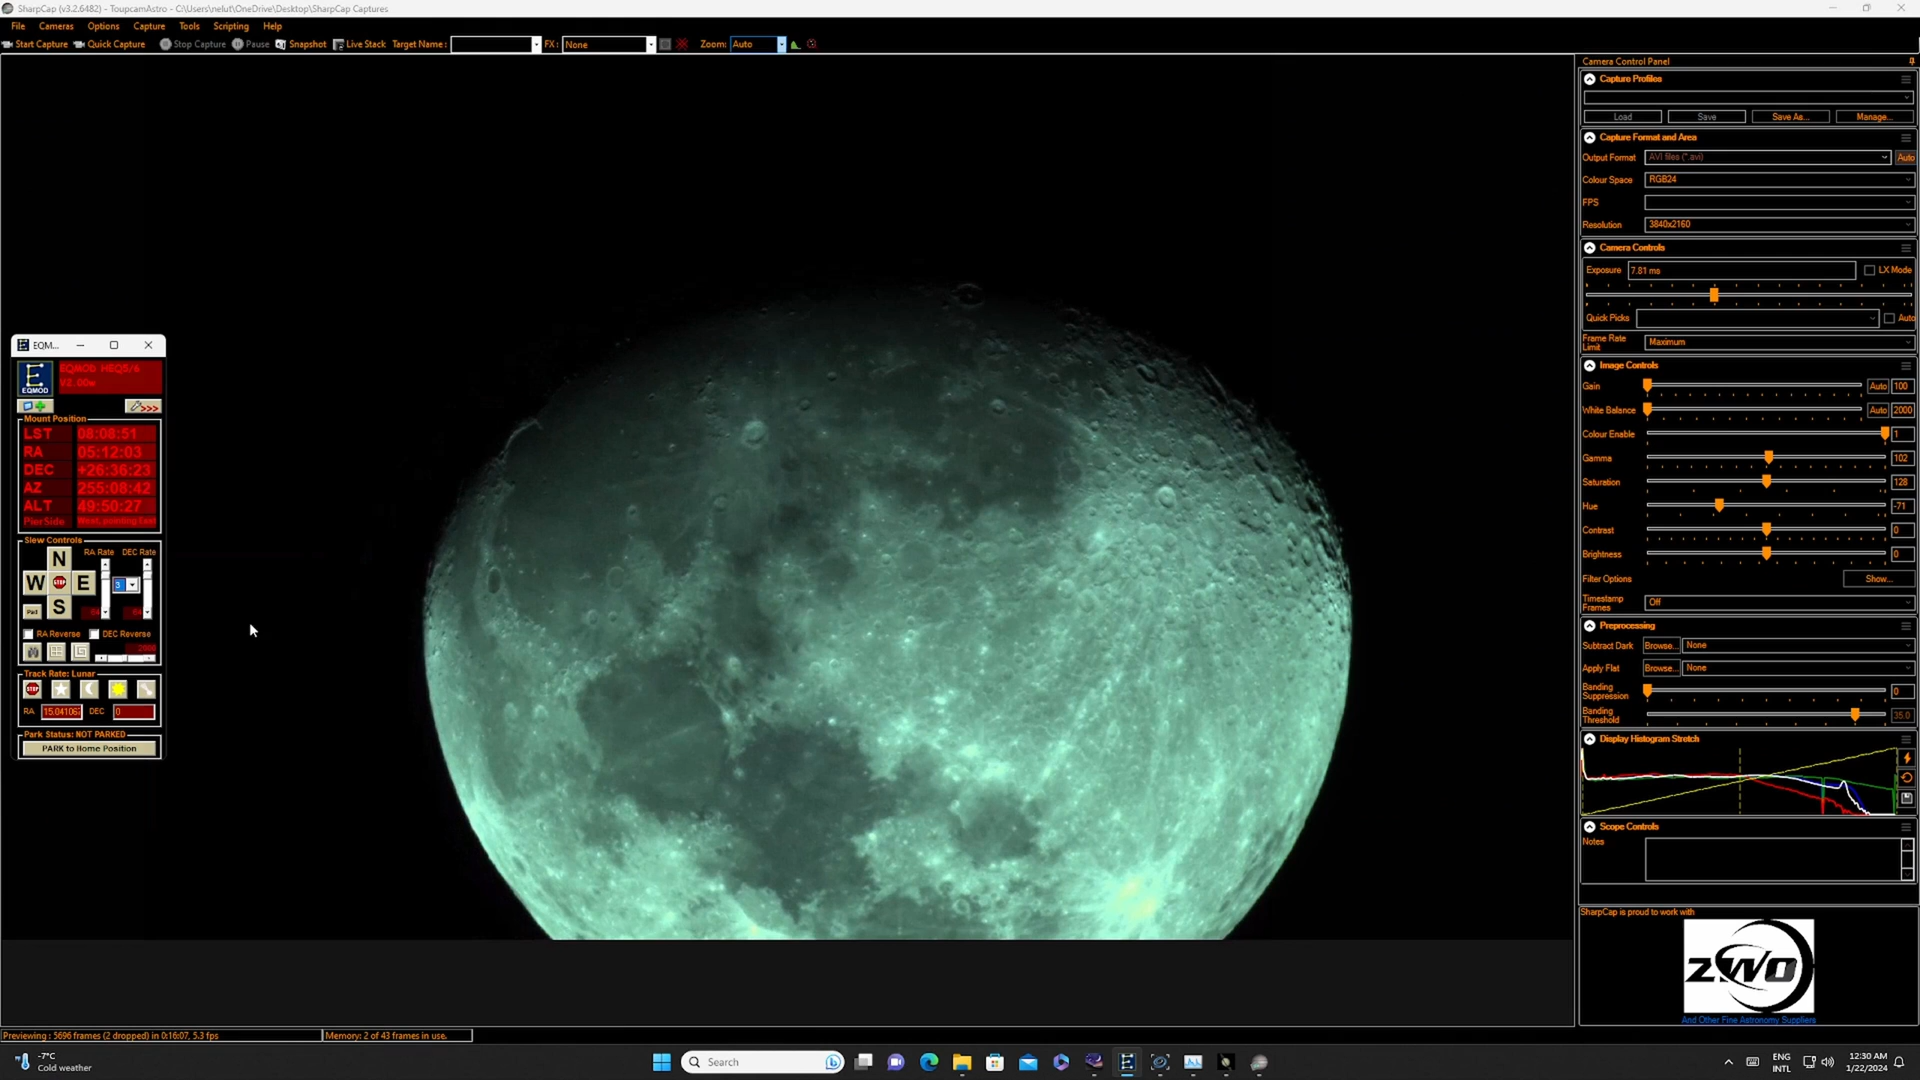 SharpCap (v3.2.6482) - ToupcamAstro - C:\Users\nelut\OneDrive\Desktop\SharpCap Captures
File Cameras Options Capture Tools Scripting Help
Start Capture Quick Capture Stop Capture Pause Snapshot Live Stack Target Name : FX : None Zoom: Auto
Camera Control Panel
Capture Profiles
Load Save Save As... Manage...
Capture Format and Area
Output Format AVI files (*.avi) Auto
Colour Space RGB24
FPS
Resolution 3840x2160
Camera Controls
Exposure 7.81 ms LX Mode
Quick Picks Auto
Frame Rate Limit Maximum
Image Controls
Gain Auto 100
White Balance Auto 2000
Colour Enable 1
Gamma 102
Saturation 128
Hue -71
Contrast 0
Brightness 0
Filter Options Show...
Timestamp Frames Off
Preprocessing
Subtract Dark Browse... None
Apply Flat Browse... None
Banding Suppression 0
Banding Threshold 35.0
Display Histogram Stretch
Scope Controls
Notes
SharpCap is proud to work with
ZWO
And Other Fine Astronomy Suppliers
EQM...
E
EQMOD
EQMOD HEQ5/6
V2.00w
>>>
Mount Position
LST 08:08:51
RA 05:12:03
DEC +26:36:23
AZ 255:08:42
ALT 49:50:27
PierSide West, pointing East
Slew Controls
RA Rate DEC Rate
N
W STOP E
3
S
Pad
RA Reverse DEC Reverse
Track Rate: Lunar
STOP
RA 15.04106 DEC 0
Park Status: NOT PARKED
PARK to Home Position
Previewing : 5696 frames (2 dropped) in 0:16:07, 5.3 fps Memory: 2 of 43 frames in use.
-7°C
Cold weather
Search
ENG
INTL
12:30 AM
1/22/2024